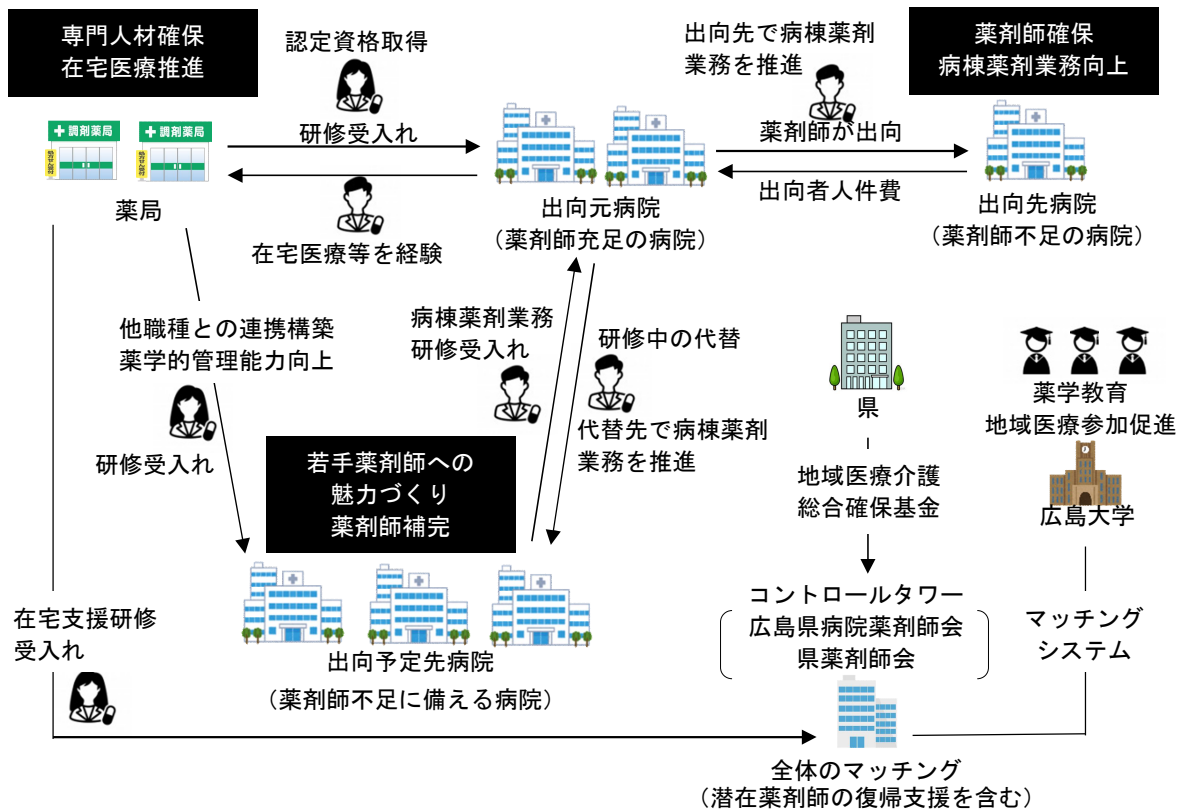 専門人材確保
在宅医療推進
認定資格取得
研修受入れ
出向先で病棟薬剤
業務を推進
薬剤師が出向
薬剤師確保
病棟薬剤業務向上
調剤薬局
調剤薬局
薬局
在宅医療等を経験
出向元病院
（薬剤師充足の病院）
出向者人件費
出向先病院
（薬剤師不足の病院）
他職種との連携構築
薬学的管理能力向上
研修受入れ
病棟薬剤業務
研修受入れ
研修中の代替
代替先で病棟薬剤
業務を推進
若手薬剤師への
魅力づくり
薬剤師補完
県
地域医療介護
総合確保基金
薬学教育
地域医療参加促進
広島大学
在宅支援研修
受入れ
出向予定先病院
（薬剤師不足に備える病院）
コントロールタワー
広島県病院薬剤師会
県薬剤師会
マッチング
システム
全体のマッチング
（潜在薬剤師の復帰支援を含む）